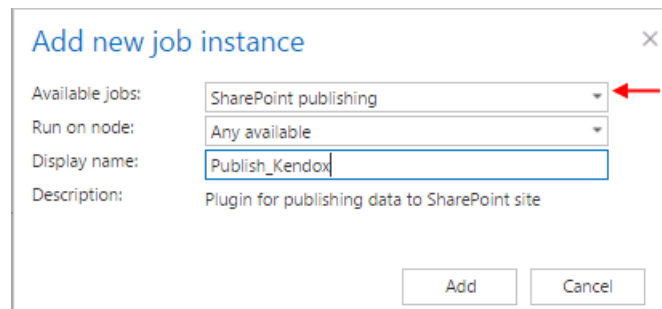 Add new job instance
Available jobs: SharePoint publishing
Run on node: Any available
Display name: Publish_Kendox
Description: Plugin for publishing data to SharePoint site
Add Cancel